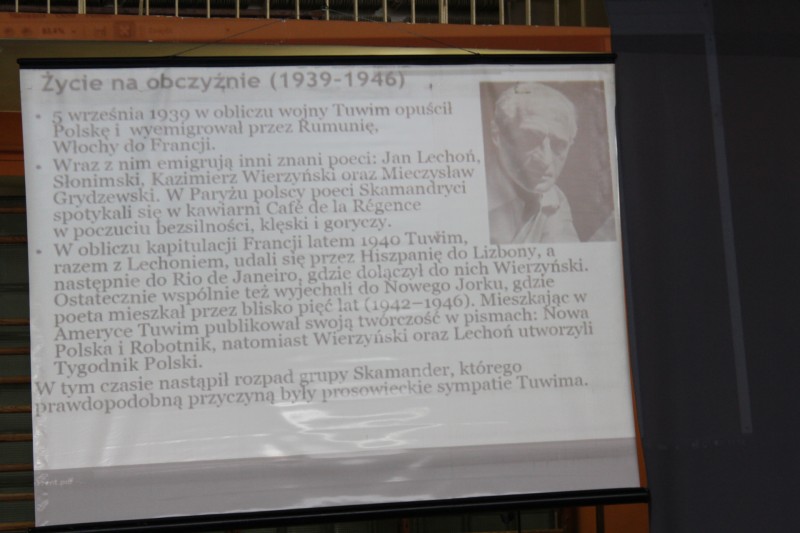 Życie na obczyźnie (1939-1946)
• 5 września 1939 w obliczu wojny Tuwim opuścił
Polskę i wyemigrował przez Rumunię,
Włochy do Francji.
• Wraz z nim emigrują inni znani poeci: Jan Lechoń,
Słonimski, Kazimierz Wierzyński oraz Mieczysław
Grydzewski. W Paryżu polscy poeci Skamandryci
spotykali się w kawiarni Café de la Régence
w poczuciu bezsilności, klęski i goryczy.
• W obliczu kapitulacji Francji latem 1940 Tuwim,
razem z Lechoniem, udali się przez Hiszpanię do Lizbony, a
następnie do Rio de Janeiro, gdzie dołączył do nich Wierzyński.
Ostatecznie wspólnie też wyjechali do Nowego Jorku, gdzie
poeta mieszkał przez blisko pięć lat (1942–1946). Mieszkając w
Ameryce Tuwim publikował swoją twórczość w pismach: Nowa
Polska i Robotnik, natomiast Wierzyński oraz Lechoń utworzyli
Tygodnik Polski.
W tym czasie nastąpił rozpad grupy Skamander, którego
prawdopodobną przyczyną były prosowieckie sympatie Tuwima.